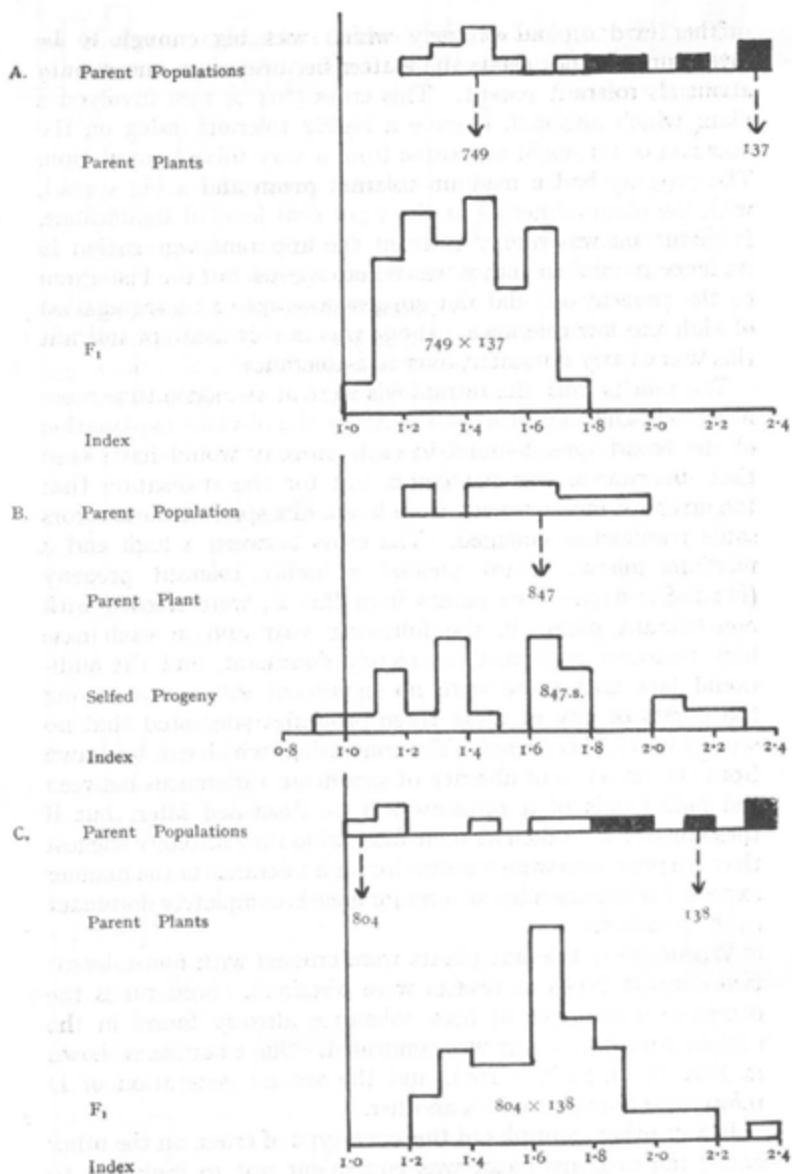 A. Parent Populations
Parent Plants 749 137
F1 749 × 137
1·0 1·2 1·4 1·6 1·8 2·0 2·2 2·4
Index
B. Parent Population
Parent Plant 847
Selfed Progeny 847.s.
0·8 1·0 1·2 1·4 1·6 1·8 2·0 2·2 2·4
Index
C. Parent Populations
Parent Plants 804 138
F1 804 × 138
1·0 1·2 1·4 1·6 1·8 2·0 2·2 2·4
Index